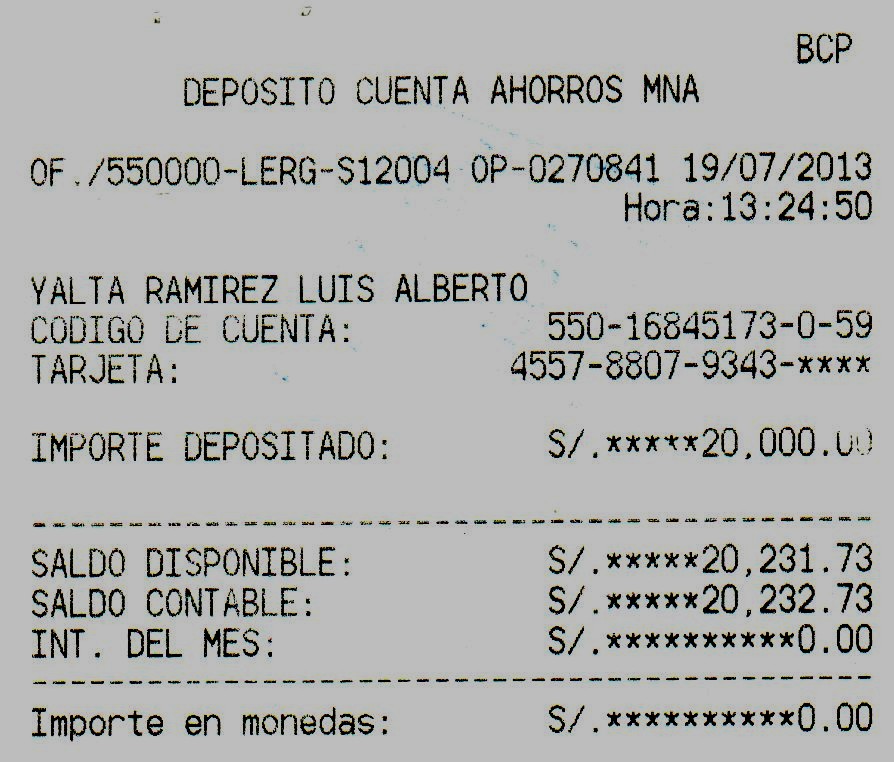 BCP
DEPOSITO CUENTA AHORROS MNA
OF./550000-LERG-S12004 OP-0270841 19/07/2013
Hora:13:24:50
YALTA RAMIREZ LUIS ALBERTO
CODIGO DE CUENTA: 550-16845173-0-59
TARJETA: 4557-8807-9343-****
IMPORTE DEPOSITADO: S/.*****20,000.00
SALDO DISPONIBLE: S/.*****20,231.73
SALDO CONTABLE: S/.*****20,232.73
INT. DEL MES: S/.**********0.00
Importe en monedas: S/.**********0.00